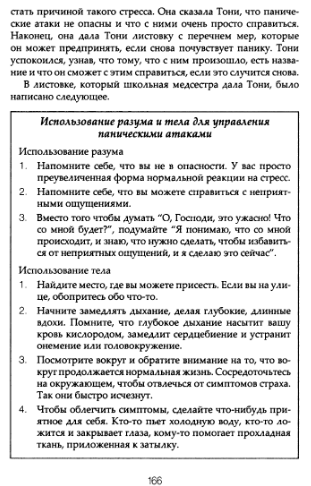 стать причиной такого стресса. Она сказала Тони, что паниче-
ские атаки не опасны и что с ними очень просто справиться.
Наконец, она дала Тони листовку с перечнем мер, которые
он может предпринять, если снова почувствует панику. Тони
успокоился, узнав, что тому, что с ним произошло, есть назва-
ние и что он сможет с этим справиться, если это случится снова.
В листовке, который школьная медсестра дала Тони, было
написано следующее.
Использование разума и тела для управления
паническими атаками
Использование разума
1. Напомните себе, что вы не в опасности. У вас просто
преувеличенная форма нормальной реакции на стресс.
2. Напомните себе, что вы можете справиться с неприят-
ными ощущениями.
3. Вместо того чтобы думать “О, Господи, это ужасно! Что
со мной будет?”, подумайте “Я понимаю, что со мной
происходит, и знаю, что нужно сделать, чтобы избавить-
ся от неприятных ощущений, и я сделаю это сейчас”.
Использование тела
1. Найдите место, где вы можете присесть. Если вы на ули-
це, обопритесь обо что-то.
2. Начните замедлять дыхание, делая глубокие, длинные
вдохи. Помните, что глубокое дыхание насытит вашу
кровь кислородом, замедлит сердцебиение и устранит
онемение или головокружение.
3. Посмотрите вокруг и обратите внимание на то, что во-
круг продолжается нормальная жизнь. Сосредоточьтесь
на окружающем, чтобы отвлечься от симптомов страха.
Так они быстро исчезнут.
4. Чтобы облегчить симптомы, сделайте что-нибудь при-
ятное для себя. Кто-то пьет холодную воду, кто-то ло-
жится и закрывает глаза, кому-то помогает прохладная
ткань, приложенная к затылку.
166